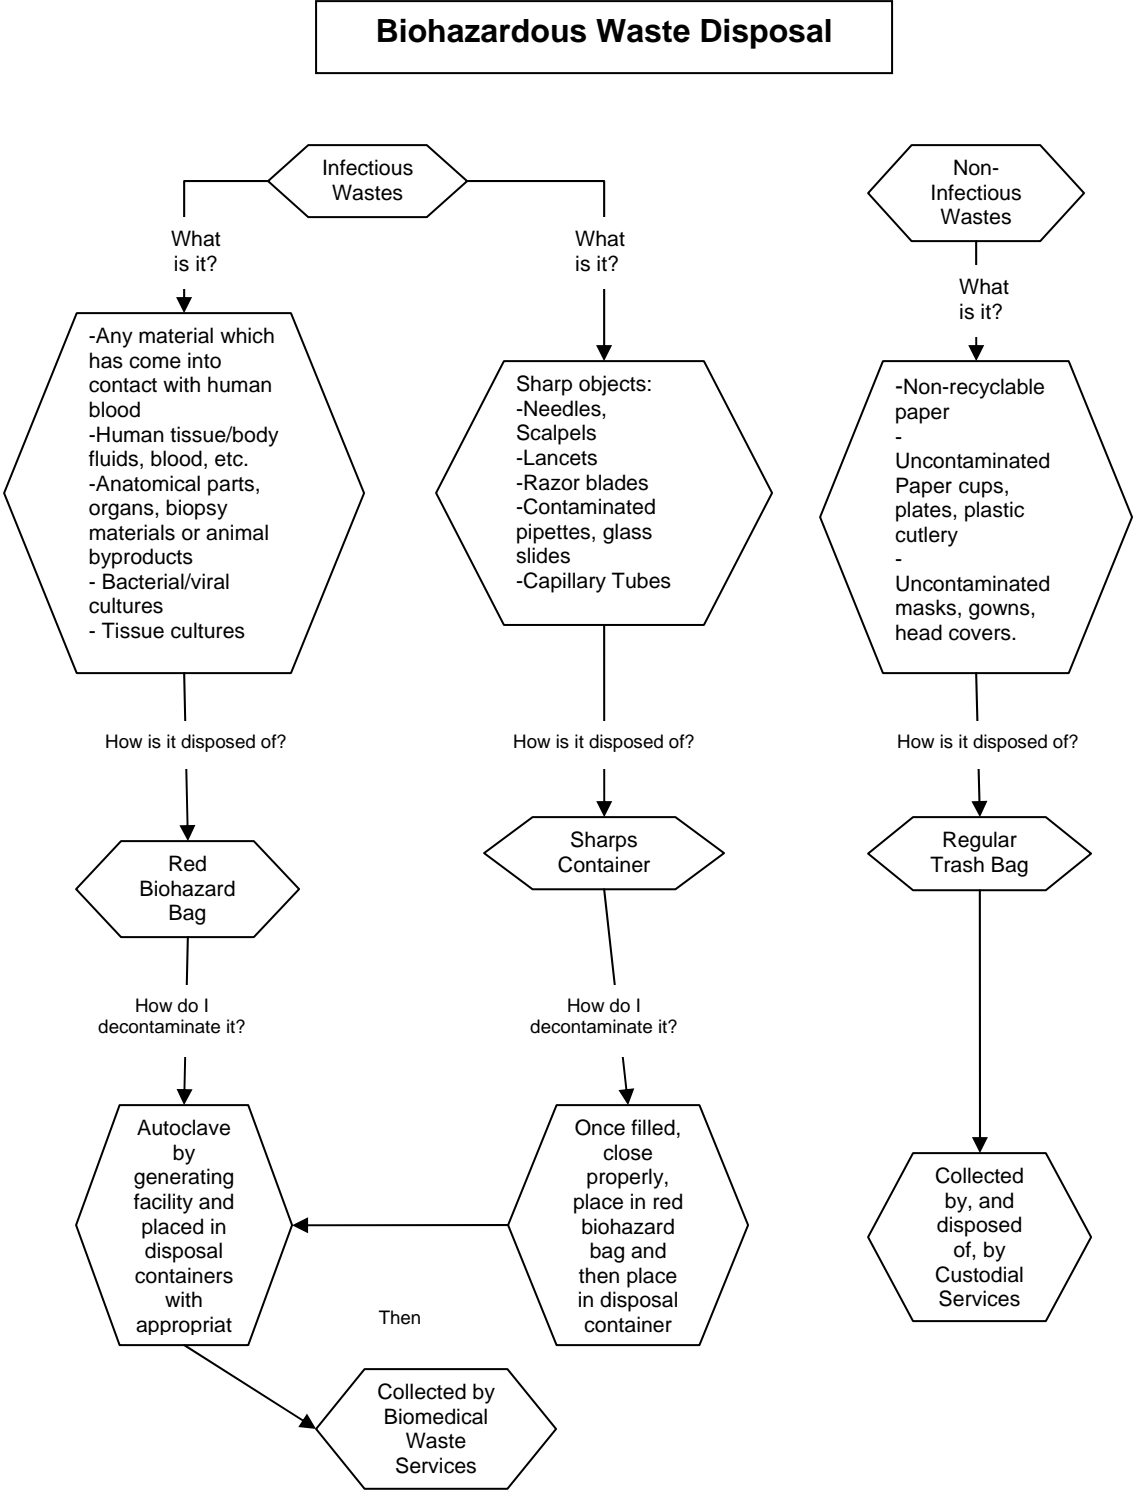 Biohazardous Waste Disposal
Infectious
Wastes
Non-
Infectious
Wastes
What
is it?
What
is it?
What
is it?
-Any material which
has come into
contact with human
blood
-Human tissue/body
fluids, blood, etc.
-Anatomical parts,
organs, biopsy
materials or animal
byproducts
- Bacterial/viral
cultures
- Tissue cultures
Sharp objects:
-Needles,
Scalpels
-Lancets
-Razor blades
-Contaminated
pipettes, glass
slides
-Capillary Tubes
-Non-recyclable
paper
-
Uncontaminated
Paper cups,
plates, plastic
cutlery
-
Uncontaminated
masks, gowns,
head covers.
How is it disposed of?
How is it disposed of?
How is it disposed of?
Red
Biohazard
Bag
Sharps
Container
Regular
Trash Bag
How do I
decontaminate it?
How do I
decontaminate it?
Autoclave
by
generating
facility and
placed in
disposal
containers
with
appropriat
Once filled,
close
properly,
place in red
biohazard
bag and
then place
in disposal
container
Collected
by, and
disposed
of, by
Custodial
Services
Then
Collected by
Biomedical
Waste
Services